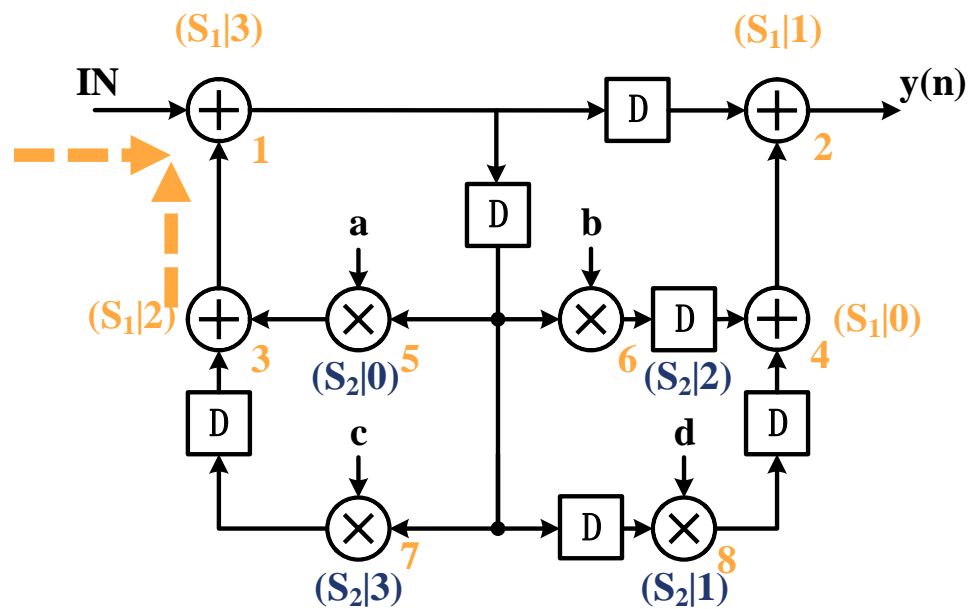 (S₁|3)
(S₁|1)
IN
D
y(n)
1
2
D
a
b
(S₁|2)
D
(S₁|0)
3
5
6
4
(S₂|0)
(S₂|2)
D
D
c
d
D
7
8
(S₂|3)
(S₂|1)